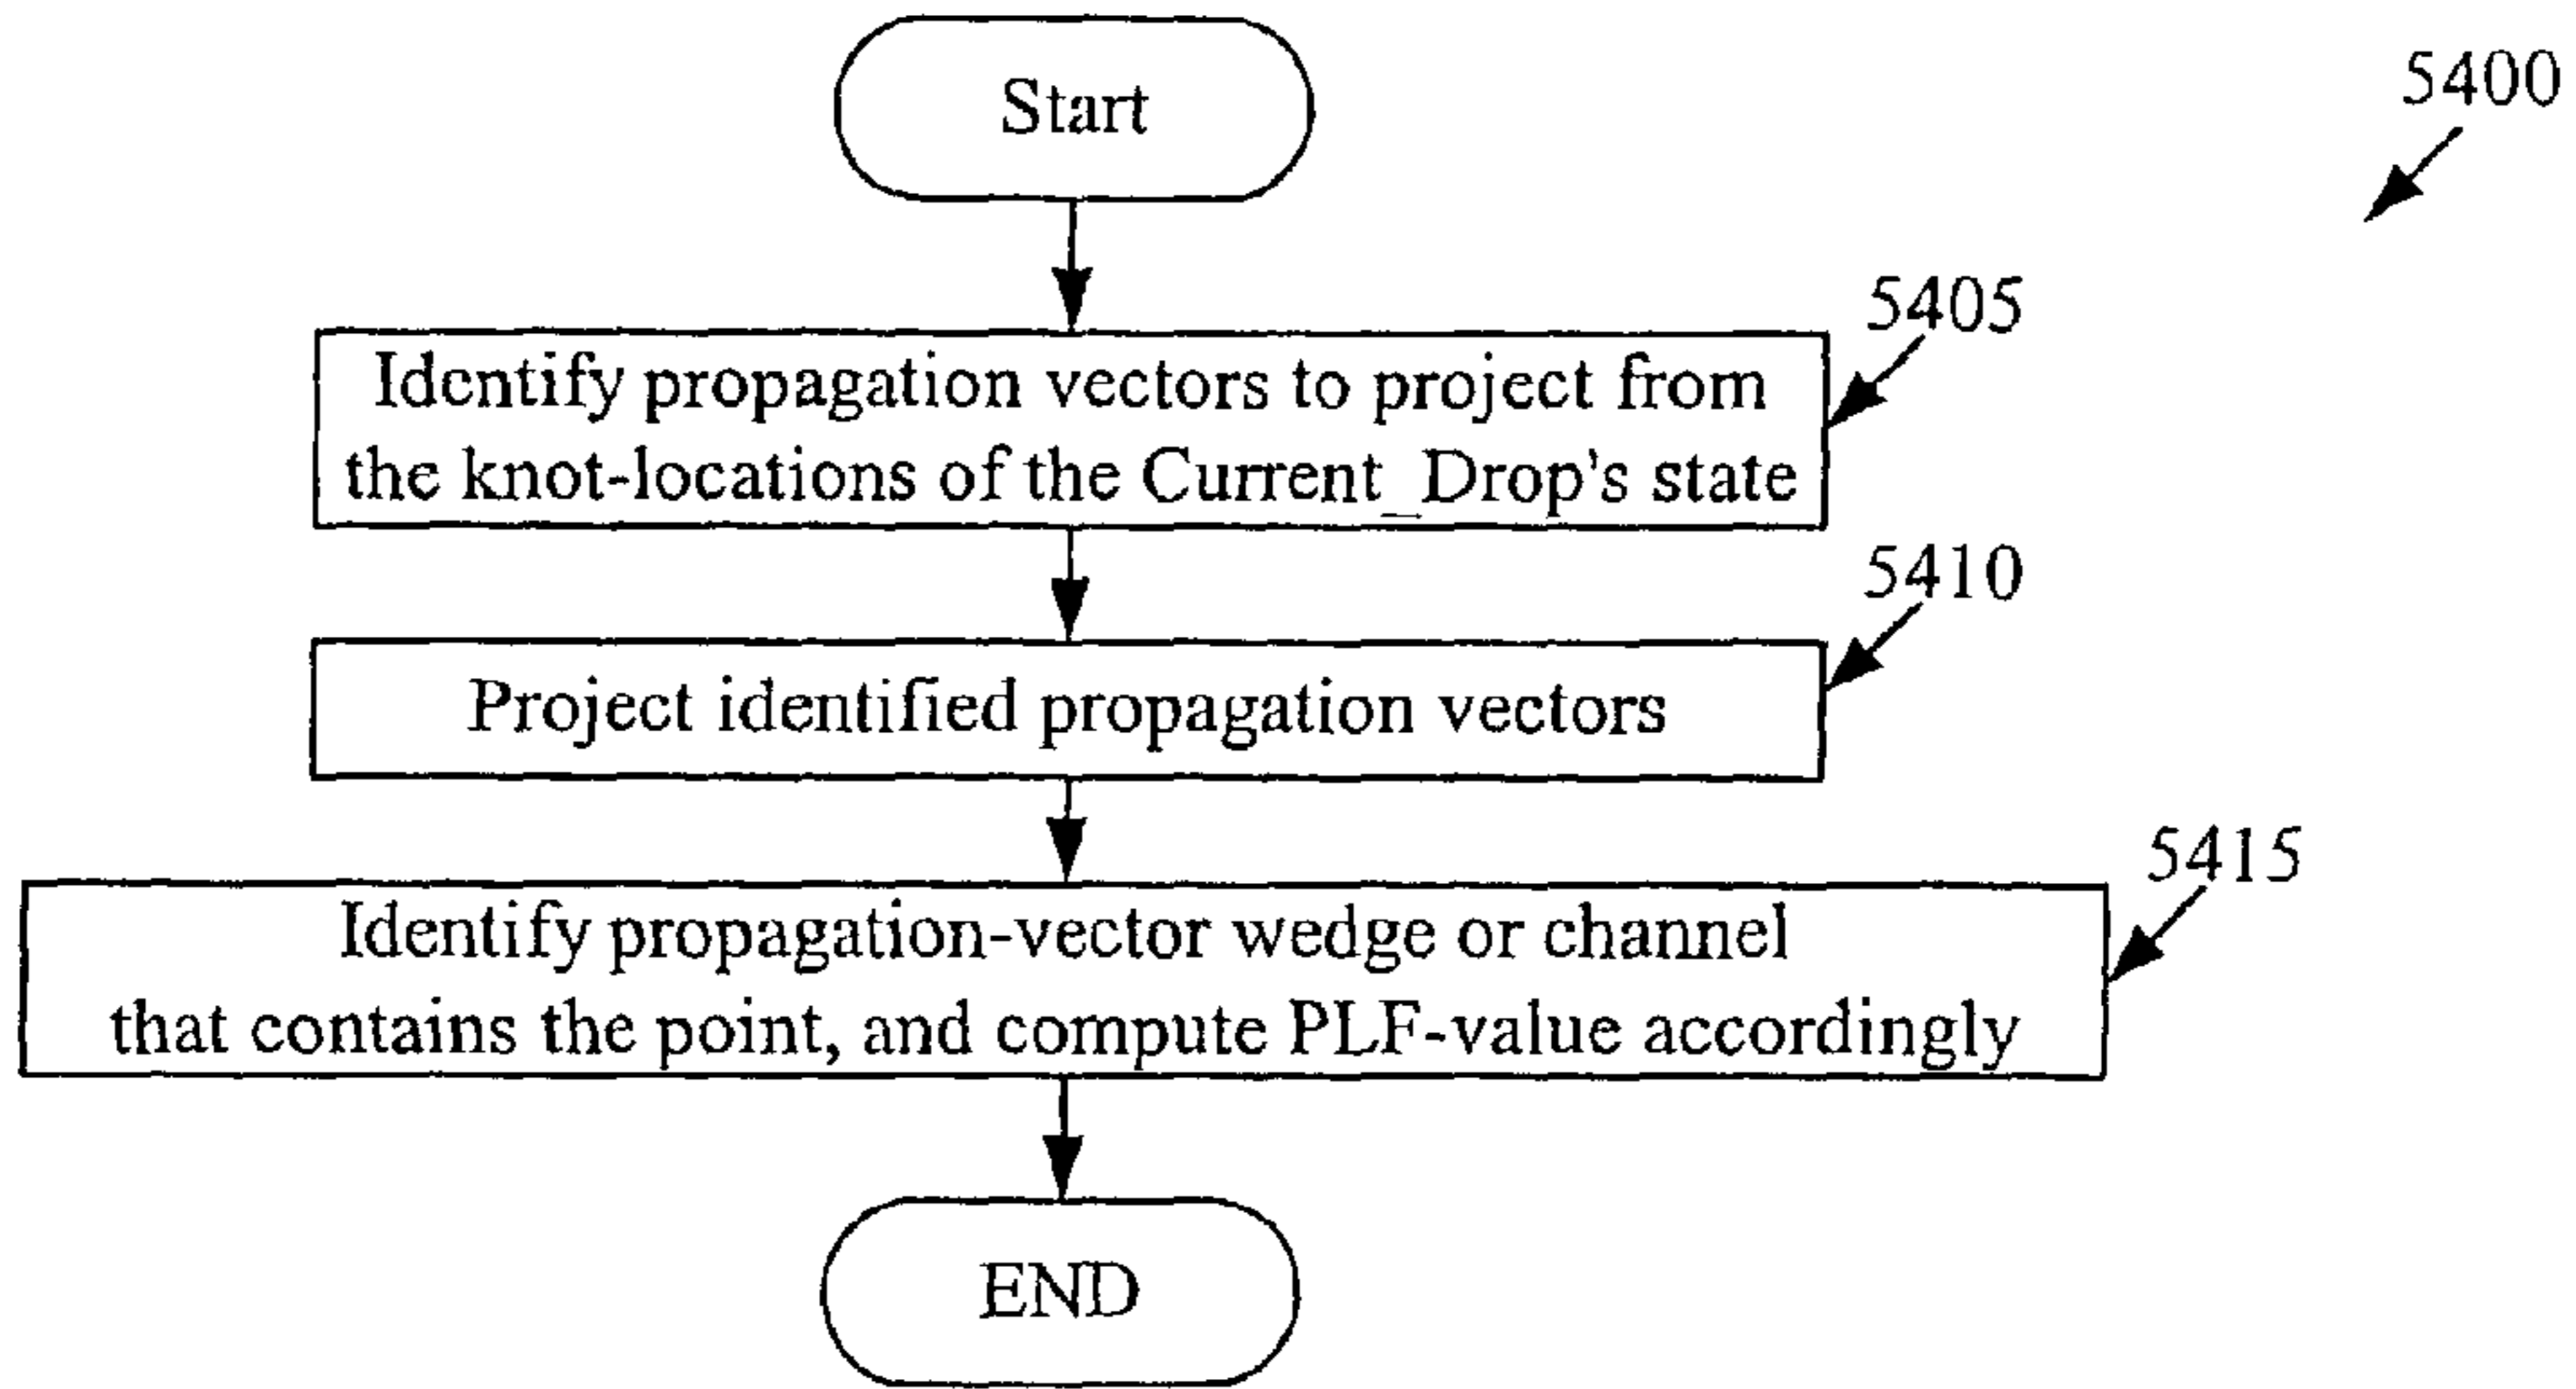 Start
5400
5405
Identify propagation vectors to project from
the knot-locations of the Current_Drop's state
5410
Project identified propagation vectors
5415
Identify propagation-vector wedge or channel
that contains the point, and compute PLF-value accordingly
END